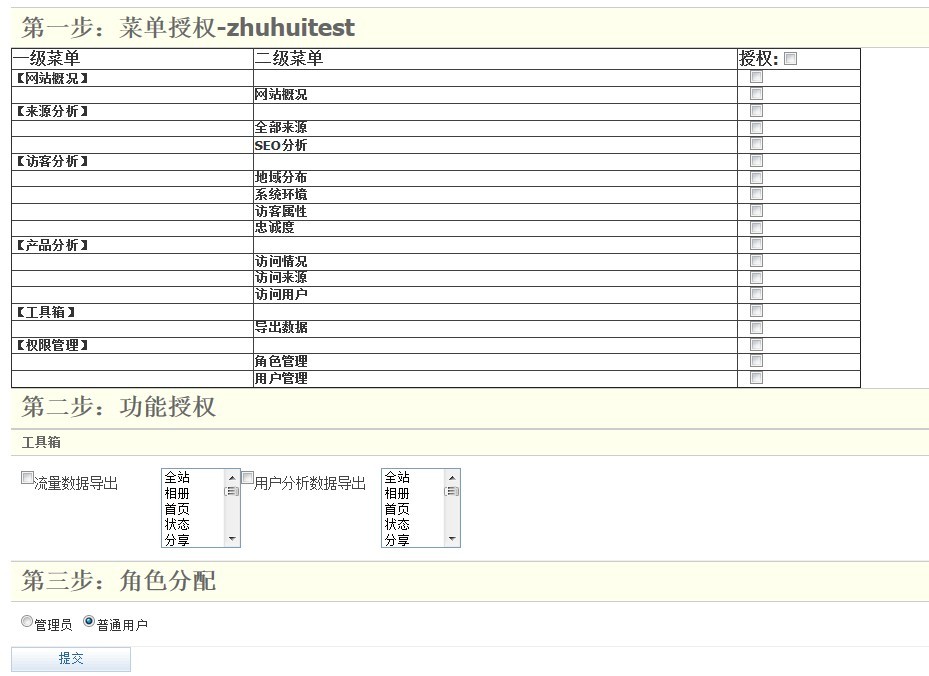 第一步：菜单授权-zhuhuitest
一级菜单 二级菜单 授权:
【网站概况】
网站概况
【来源分析】
全部来源
SEO分析
【访客分析】
地域分布
系统环境
访客属性
忠诚度
【产品分析】
访问情况
访问来源
访问用户
【工具箱】
导出数据
【权限管理】
角色管理
用户管理
第二步：功能授权
工具箱
流量数据导出
全站
相册
首页
状态
分享
用户分析数据导出
全站
相册
首页
状态
分享
第三步：角色分配
管理员 普通用户
提交